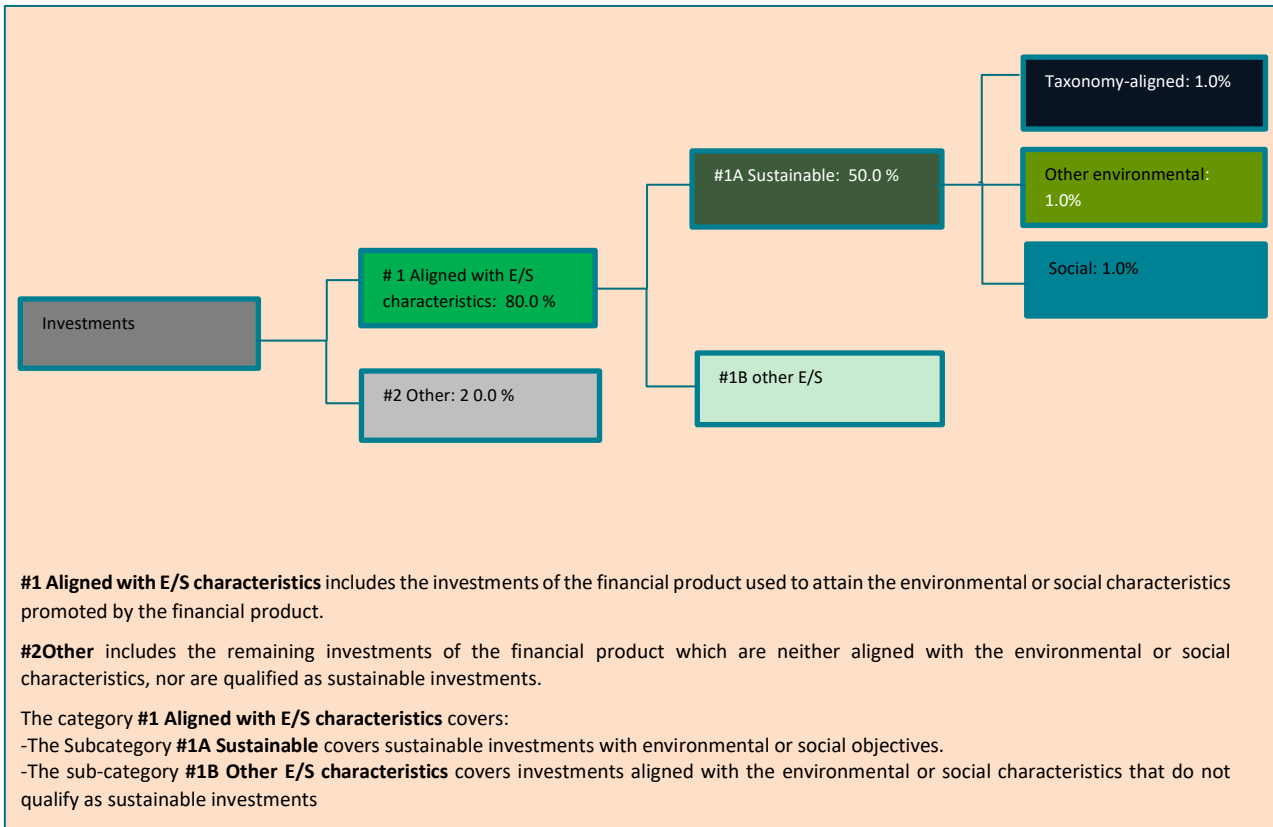 Taxonomy-aligned: 1.0%
#1A Sustainable:  50.0 %
Other environmental:
1.0%
Social: 1.0%
# 1 Aligned with E/S
characteristics:  80.0 %
Investments
#1B other E/S
#2 Other: 2 0.0 %
#1 Aligned with E/S characteristics includes the investments of the financial product used to attain the environmental or social characteristics
promoted by the financial product.
#2Other includes the remaining investments of the financial product which are neither aligned with the environmental or social
characteristics, nor are qualified as sustainable investments.
The category #1 Aligned with E/S characteristics covers:
-The Subcategory #1A Sustainable covers sustainable investments with environmental or social objectives.
-The sub-category #1B Other E/S characteristics covers investments aligned with the environmental or social characteristics that do not
qualify as sustainable investments